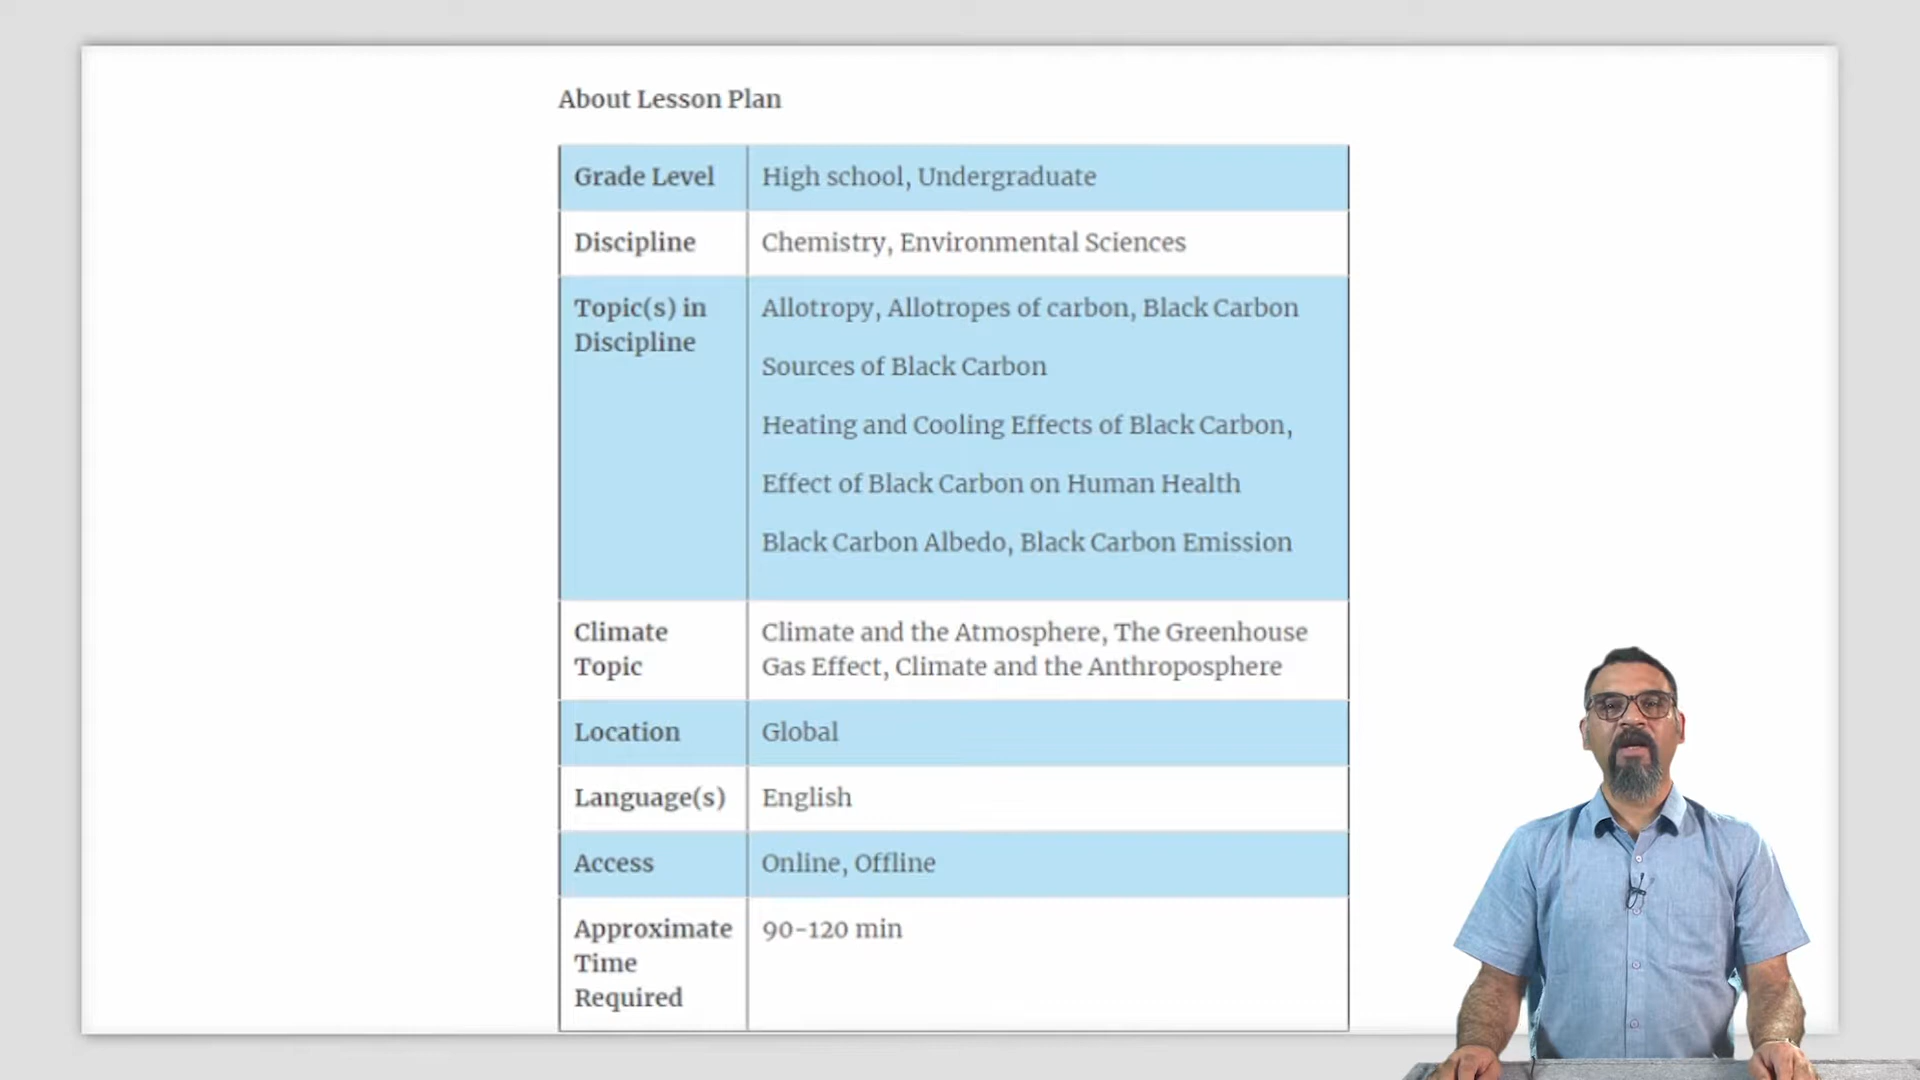 About Lesson Plan
Grade Level
High school, Undergraduate
Discipline
Chemistry, Environmental Sciences
Topic(s) in
Discipline
Allotropy, Allotropes of carbon, Black Carbon
Sources of Black Carbon
Heating and Cooling Effects of Black Carbon,
Effect of Black Carbon on Human Health
Black Carbon Albedo, Black Carbon Emission
Climate
Topic
Climate and the Atmosphere, The Greenhouse
Gas Effect, Climate and the Anthroposphere
Location
Global
Language(s)
English
Access
Online, Offline
Approximate
Time
Required
90-120 min